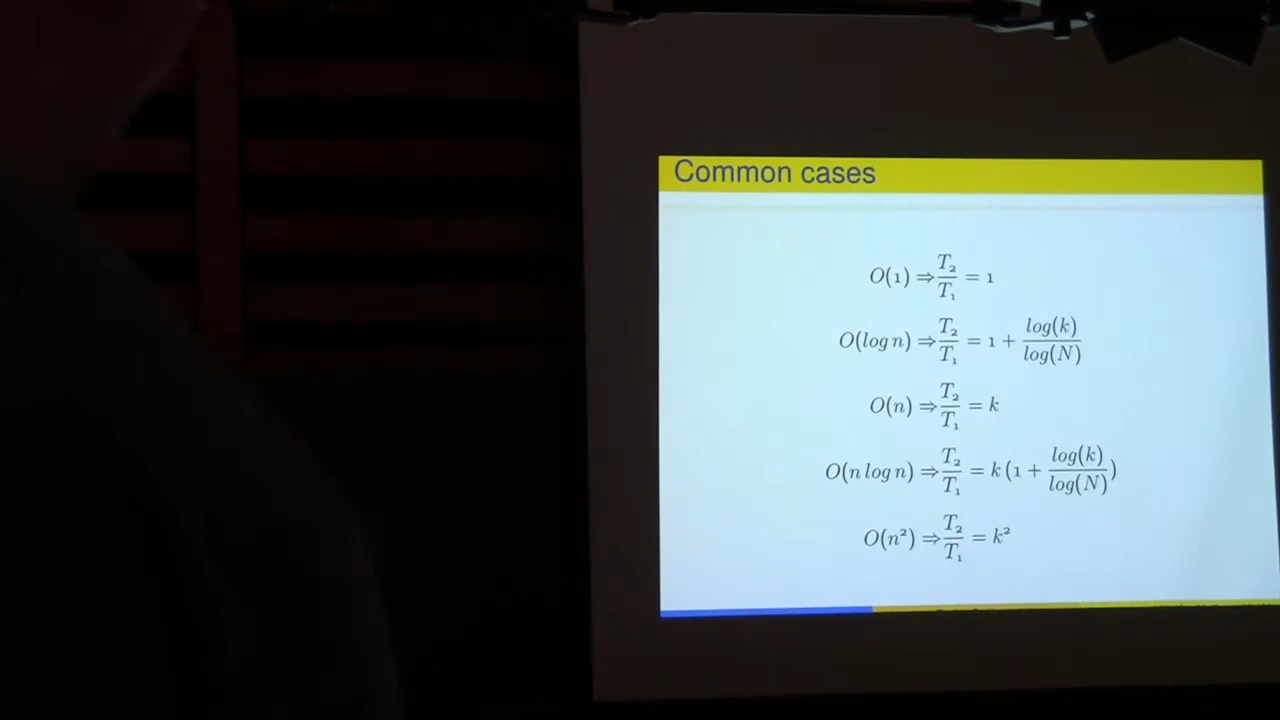 Common cases
O(1) ⇒ T₂/T₁ = 1
O(log n) ⇒ T₂/T₁ = 1 + log(k)/log(N)
O(n) ⇒ T₂/T₁ = k
O(n log n) ⇒ T₂/T₁ = k (1 + log(k)/log(N))
O(n²) ⇒ T₂/T₁ = k²